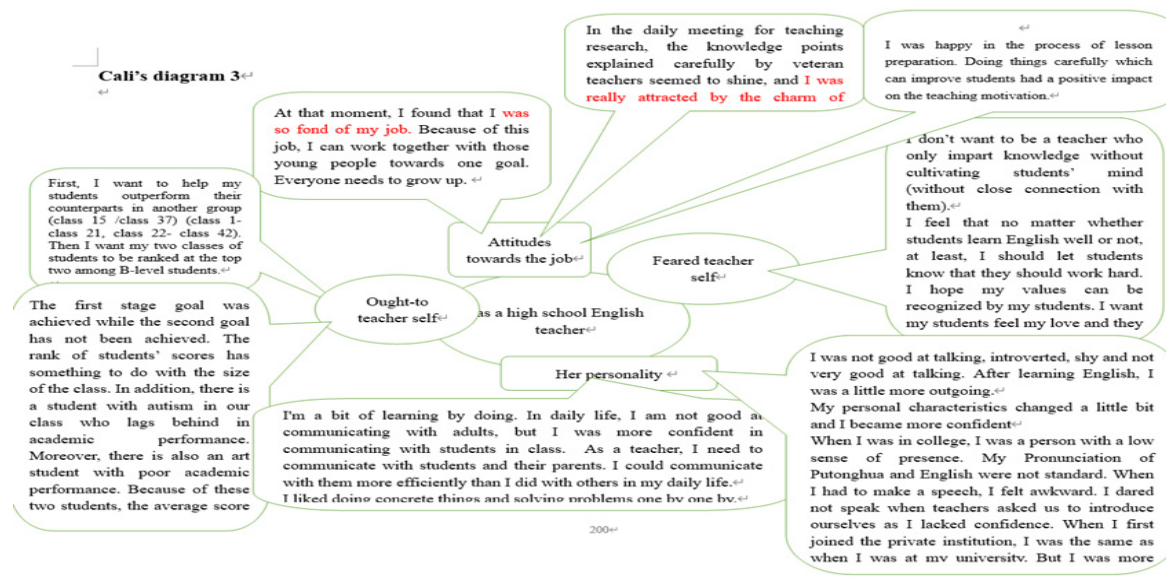 Cali's diagram 3
In the daily meeting for teaching
research, the knowledge points
explained carefully by veteran
teachers seemed to shine, and I was
really attracted by the charm of
I was happy in the process of lesson
preparation. Doing things carefully which
can improve students had a positive impact
on the teaching motivation.
At that moment, I found that I was
so fond of my job. Because of this
job, I can work together with those
young people towards one goal.
Everyone needs to grow up.
I don't want to be a teacher who
only impart knowledge without
cultivating students' mind
(without close connection with
them).
I feel that no matter whether
students learn English well or not,
at least, I should let students
know that they should work hard.
I hope my values can be
recognized by my students. I want
my students feel my love and they
First, I want to help my
students outperform their
counterparts in another group
(class 15 /class 37) (class 1-
class 21, class 22- class 42).
Then I want my two classes of
students to be ranked at the top
two among B-level students.
Attitudes
towards the job
Feared teacher
self
Ought-to
teacher self
as a high school English
teacher
Her personality
The first stage goal was
achieved while the second goal
has not been achieved. The
rank of students' scores has
something to do with the size
of the class. In addition, there is
a student with autism in our
class who lags behind in
academic performance.
Moreover, there is also an art
student with poor academic
performance. Because of these
two students, the average score
I'm a bit of learning by doing. In daily life, I am not good at
communicating with adults, but I was more confident in
communicating with students in class. As a teacher, I need to
communicate with students and their parents. I could communicate
with them more efficiently than I did with others in my daily life.
I liked doing concrete things and solving problems one by one by.
I was not good at talking, introverted, shy and not
very good at talking. After learning English, I
was a little more outgoing.
My personal characteristics changed a little bit
and I became more confident
When I was in college, I was a person with a low
sense of presence. My Pronunciation of
Putonghua and English were not standard. When
I had to make a speech, I felt awkward. I dared
not speak when teachers asked us to introduce
ourselves as I lacked confidence. When I first
joined the private institution, I was the same as
when I was at my university. But I was more
200